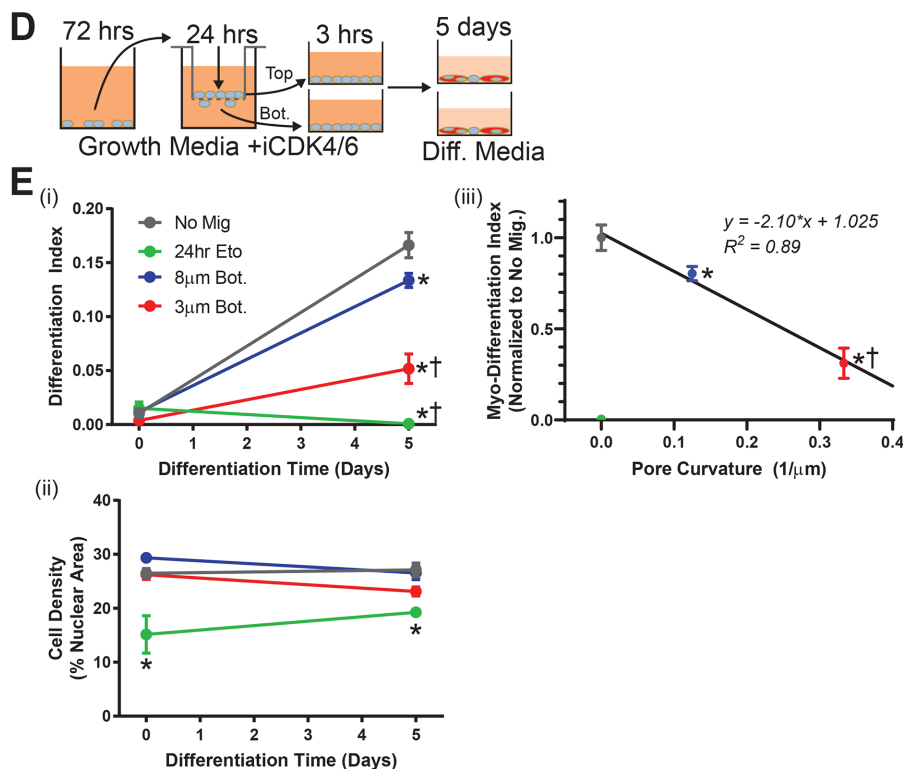 D
72 hrs
24 hrs
3 hrs
5 days
Top
Bot.
Growth Media +iCDK4/6
Diff. Media
E
(i)
Differentiation Index
0.20
0.15
0.10
0.05
0.00
No Mig
24hr Eto
8μm Bot.
3μm Bot.
*
*†
*†
0 1 2 3 4 5
Differentiation Time (Days)
(iii)
Myo-Differentiation Index
(Normalized to No Mig.)
1.0
0.5
0.0
y = -2.10*x + 1.025
R² = 0.89
*
*†
0.0 0.1 0.2 0.3 0.4
Pore Curvature (1/μm)
(ii)
Cell Density
(% Nuclear Area)
40
30
20
10
0
*
*
0 1 2 3 4 5
Differentiation Time (Days)